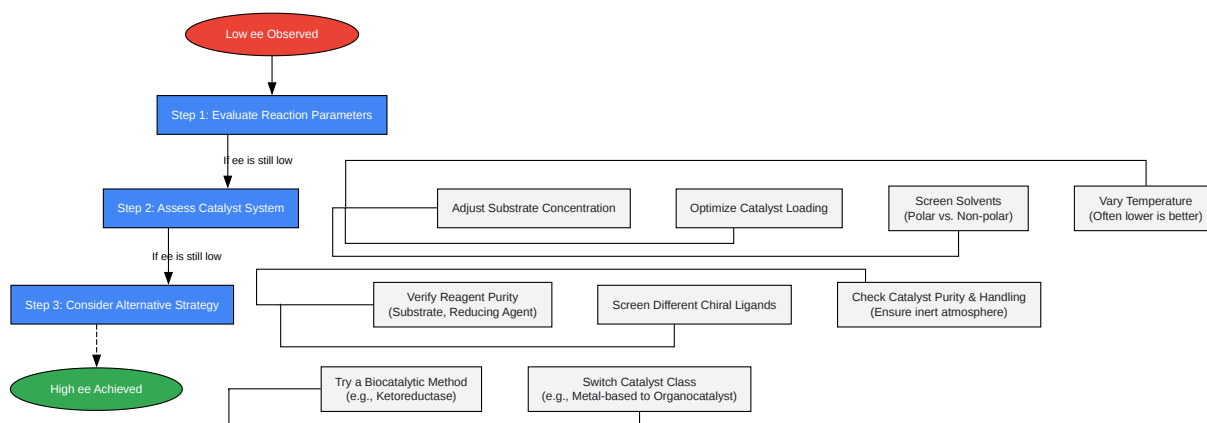 Low ee Observed
Step 1: Evaluate Reaction Parameters
If ee is still low
Step 2: Assess Catalyst System
Adjust Substrate Concentration
Optimize Catalyst Loading
Screen Solvents
(Polar vs. Non-polar)
Vary Temperature
(Often lower is better)
If ee is still low
Step 3: Consider Alternative Strategy
Verify Reagent Purity
(Substrate, Reducing Agent)
Screen Different Chiral Ligands
Check Catalyst Purity & Handling
(Ensure inert atmosphere)
High ee Achieved
Try a Biocatalytic Method
(e.g., Ketoreductase)
Switch Catalyst Class
(e.g., Metal-based to Organocatalyst)